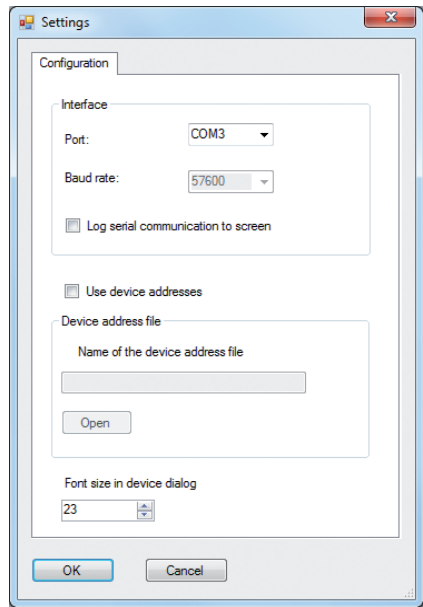 Settings
Configuration
Interface
Port:
COM3
Baud rate:
57600
Log serial communication to screen
Use device addresses
Device address file
Name of the device address file
Open
Font size in device dialog
23
OK
Cancel